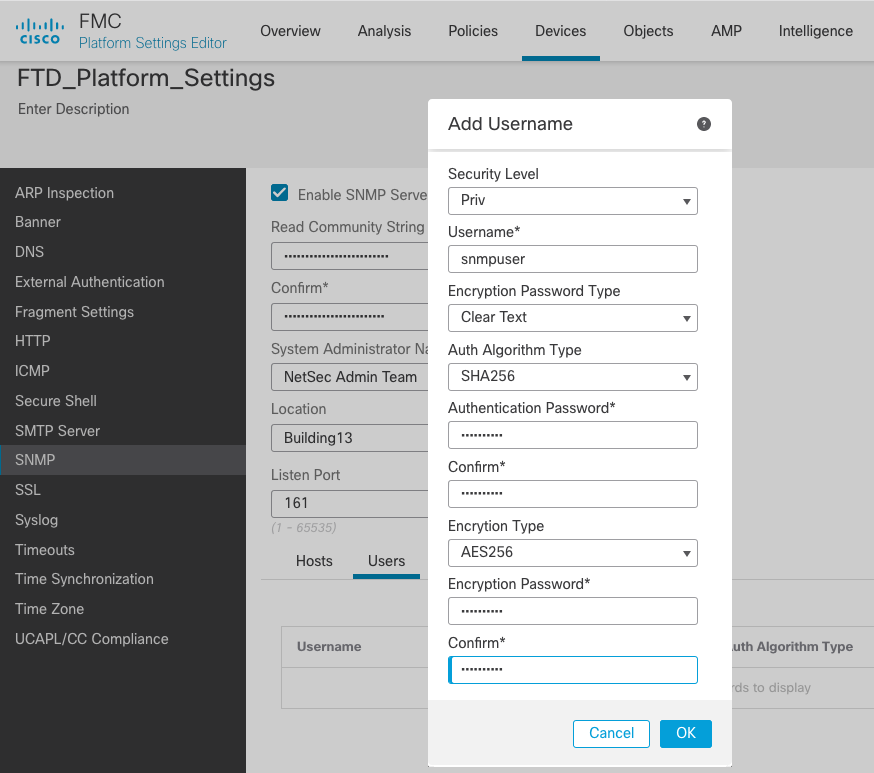 CISCO
FMC
Platform Settings Editor
Overview
Analysis
Policies
Devices
Objects
AMP
Intelligence
FTD_Platform_Settings
Enter Description
ARP Inspection
Banner
DNS
External Authentication
Fragment Settings
HTTP
ICMP
Secure Shell
SMTP Server
SNMP
SSL
Syslog
Timeouts
Time Synchronization
Time Zone
UCAPL/CC Compliance
Enable SNMP Serve
Read Community String
Confirm*
System Administrator Na
NetSec Admin Team
Location
Building13
Listen Port
161
(1 - 65535)
Hosts
Users
Username
uth Algorithm Type
rds to display
Add Username
?
Security Level
Priv
Username*
snmpuser
Encryption Password Type
Clear Text
Auth Algorithm Type
SHA256
Authentication Password*
Confirm*
Encrytion Type
AES256
Encryption Password*
Confirm*
Cancel
OK